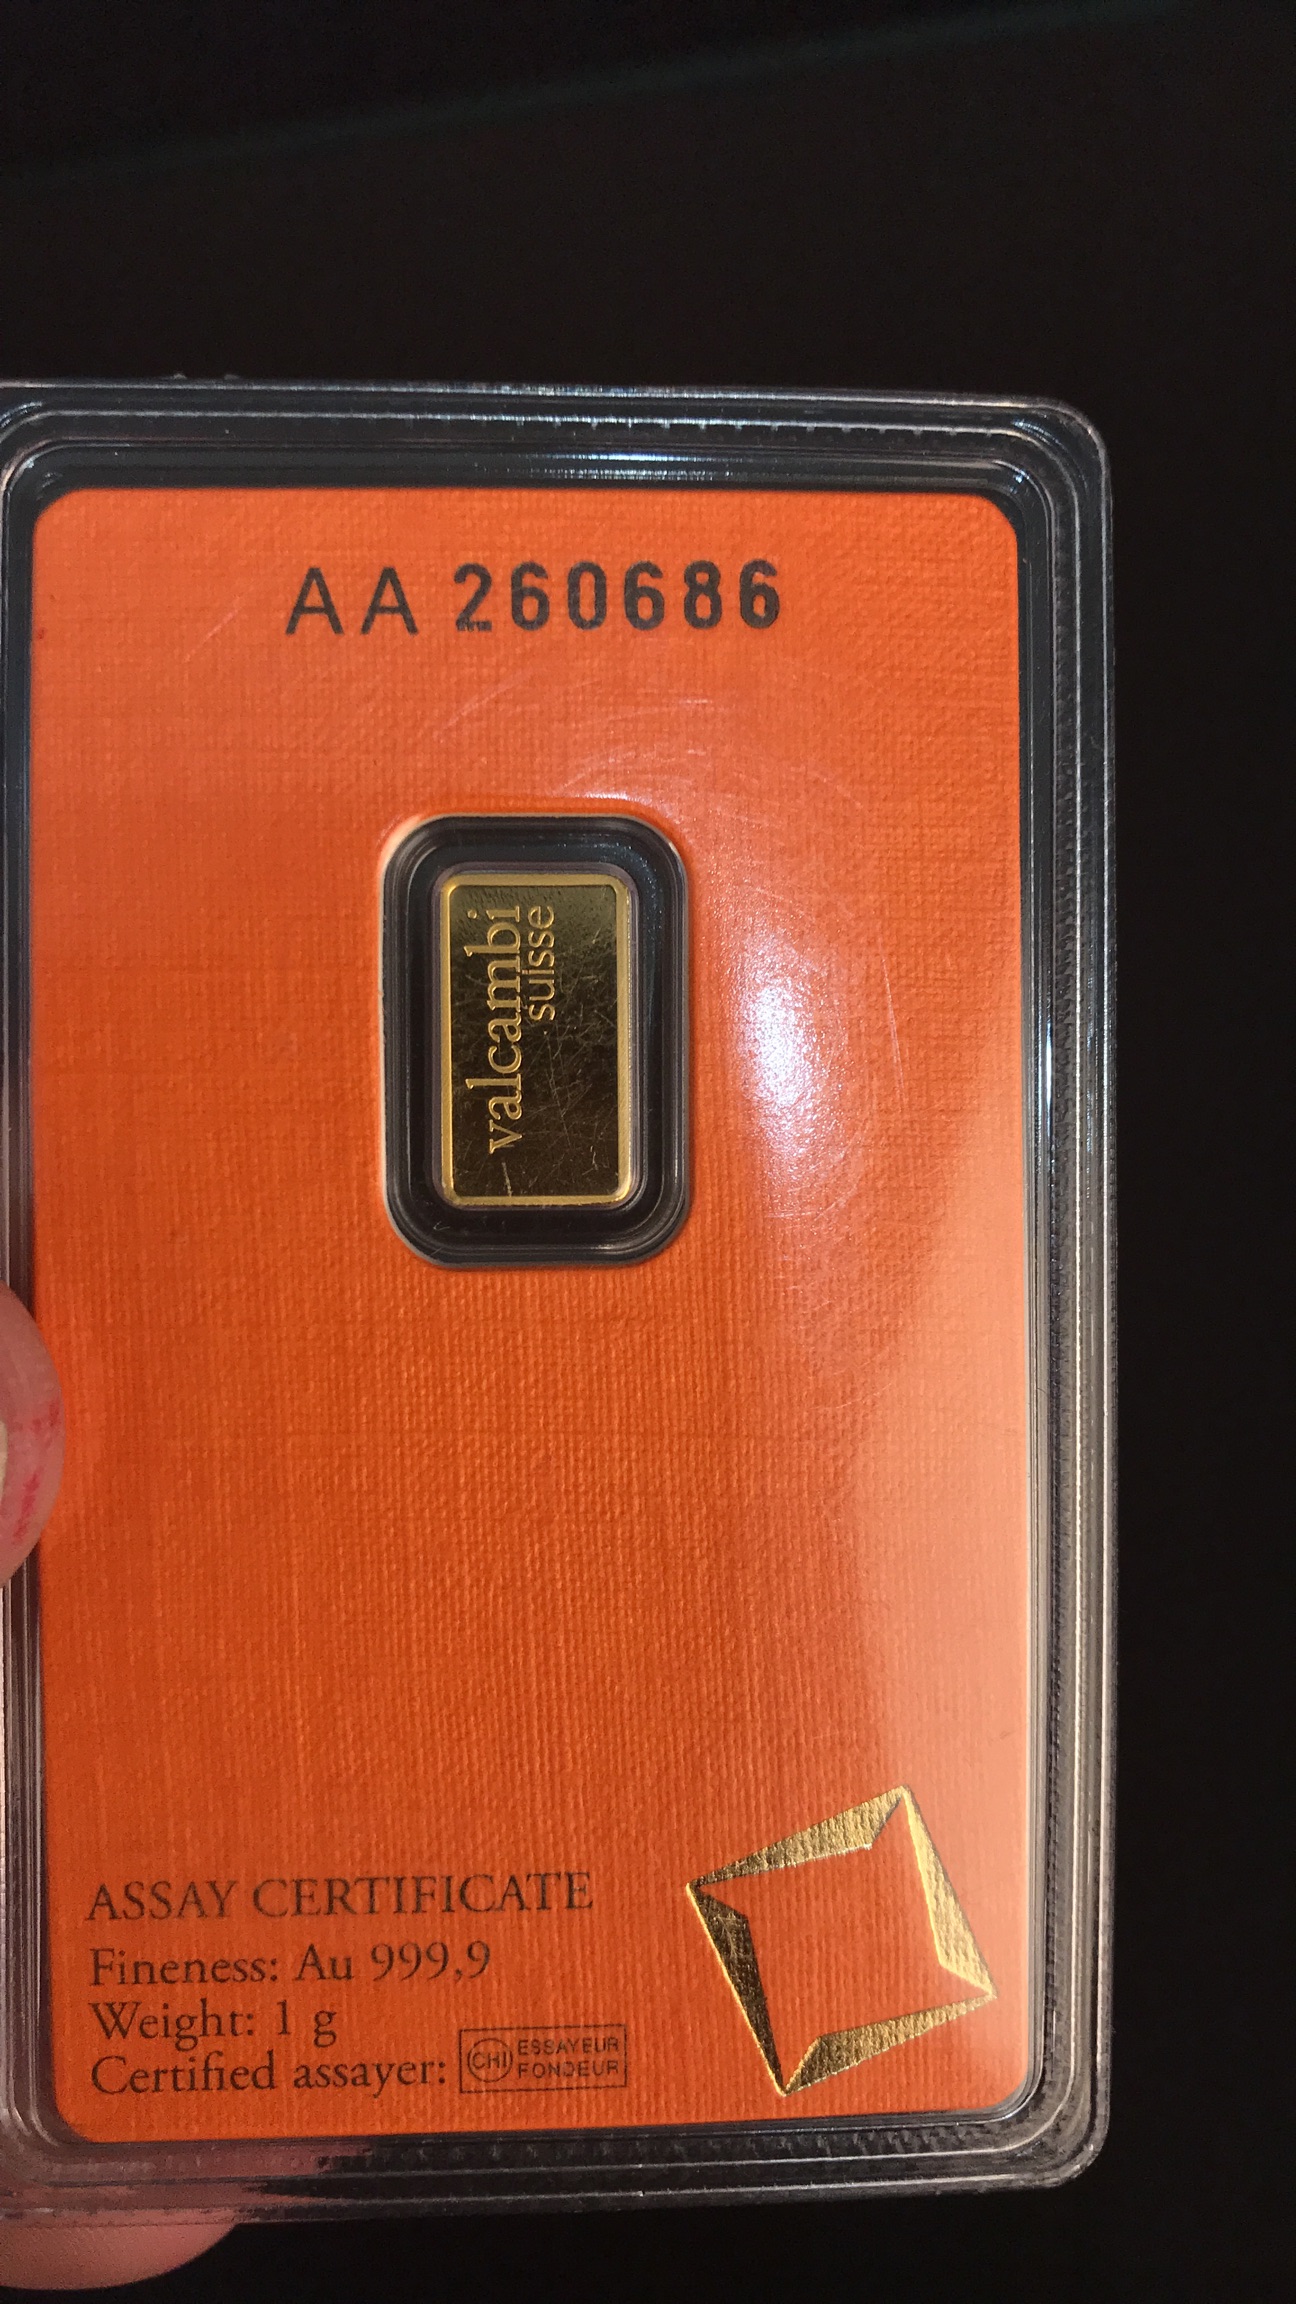 AA 260686
valcambi
suisse
ASSAY CERTIFICATE
Fineness: Au 999,9
Weight: 1 g
Certified assayer: CHI ESSAYEUR
FONDEUR